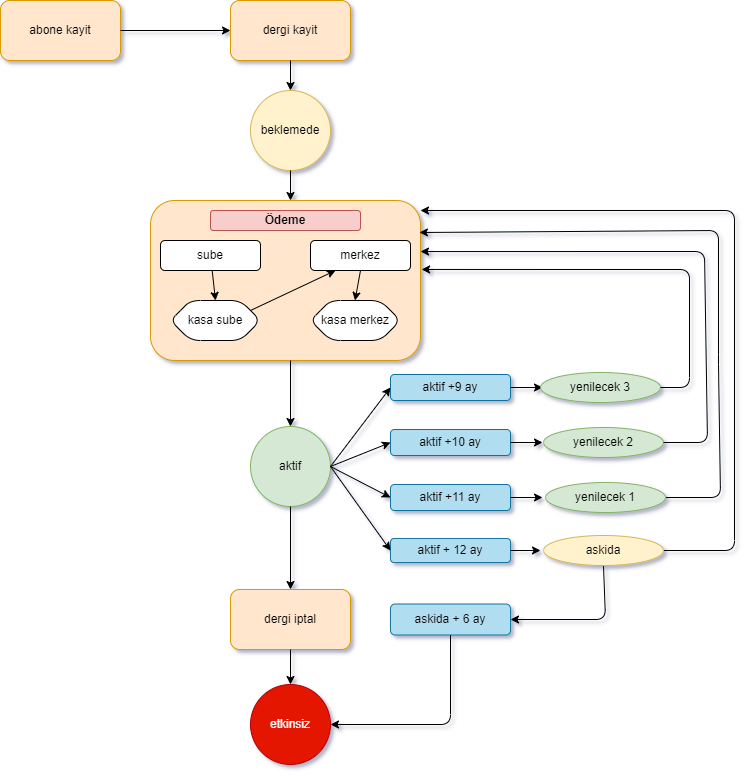 abone kayit
dergi kayit
beklemede
Ödeme
sube
merkez
kasa sube
kasa merkez
aktif +9 ay
yenilecek 3
aktif +10 ay
yenilecek 2
aktif
aktif +11 ay
yenilecek 1
aktif + 12 ay
askida
dergi iptal
askida + 6 ay
etkinsiz